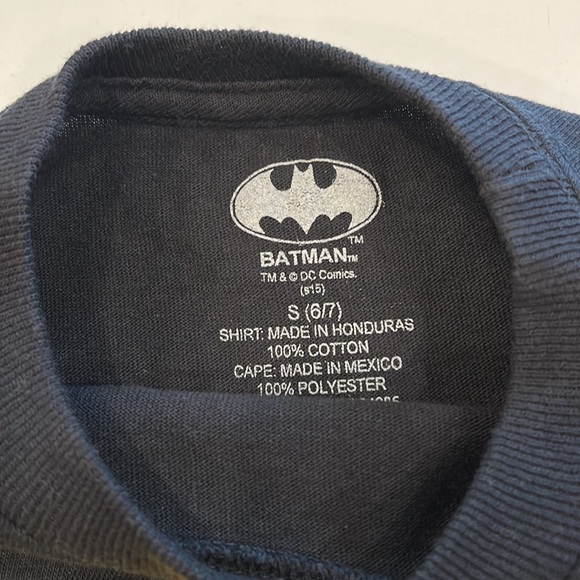 TM
BATMAN™
TM & © DC Comics.
(s15)
S (6/7)
SHIRT: MADE IN HONDURAS
100% COTTON
CAPE: MADE IN MEXICO
100% POLYESTER